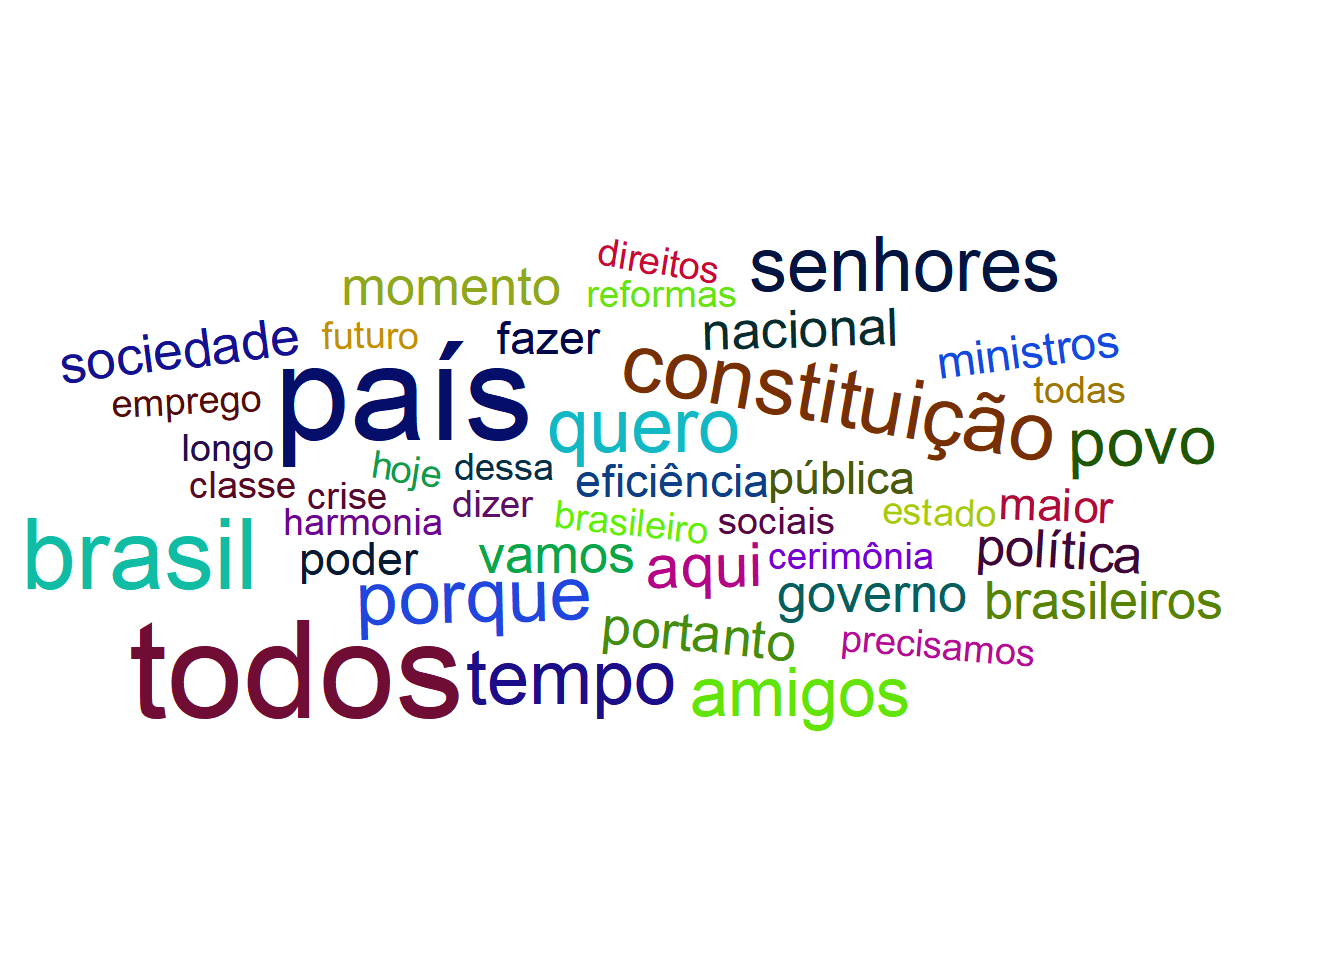 direitos
senhores
momento
reformas
sociedade
futuro
fazer
nacional
ministros
país
constituição
todas
emprego
quero
povo
longo
hoje
dessa
eficiência
pública
classe
crise
dizer
harmonia
brasileiro
sociais
estado
maior
brasil
poder
vamos
aqui
cerimônia
política
porque
governo
brasileiros
portanto
precisamos
todos
tempo
amigos